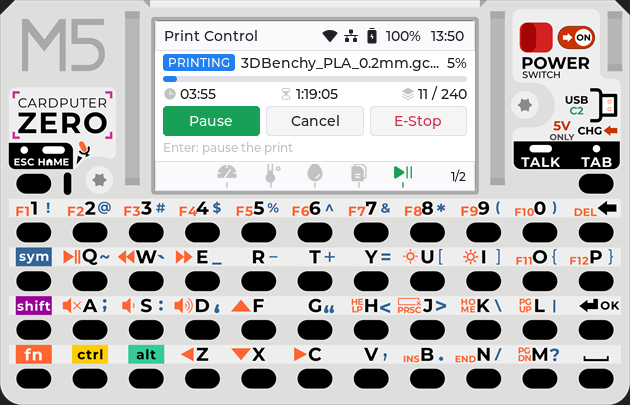 M5
Print Control 100% 13:50
PRINTING 3DBenchy_PLA_0.2mm.gc... 5%
03:55 1:19:05 11 / 240
Pause Cancel E-Stop
Enter: pause the print
1/2
CARDPUTER
ZERO
ESC HOME
POWER
SWITCH
ON
USB
C2
5V
ONLY
CHG
TALK TAB
F1 1 ! F2 2 @ F3 3 # F4 4 $ F5 5 % F6 6 ^ F7 7 & F8 8 * F9 9 ( F10 0 ) DEL
sym Q ~ W ` E _ R - T + Y = U [ I ] F11 O { F12 P }
shift A ; S : D , F G “ HELP H < PRSC J > HOME K \ PG UP L | OK
fn ctrl alt Z X C V , INS B . END N / PG DN M ?